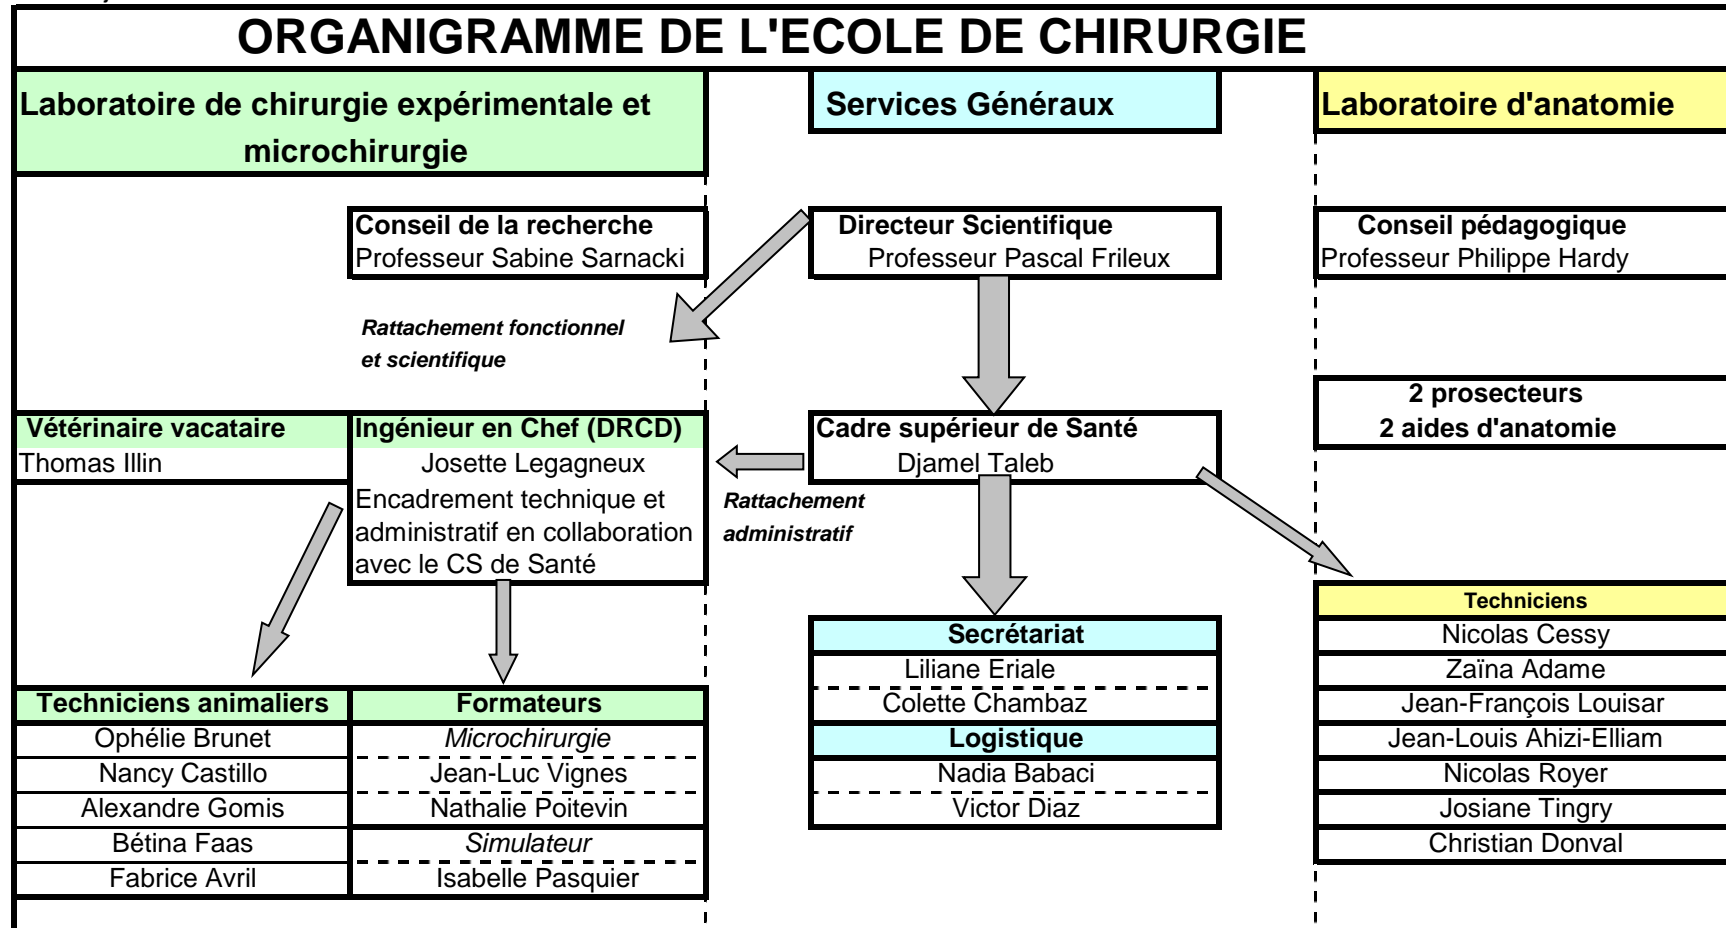 ORGANIGRAMME DE L'ECOLE DE CHIRURGIE
Laboratoire de chirurgie expérimentale et
microchirurgie
Services Généraux
Laboratoire d'anatomie
Conseil de la recherche
Professeur Sabine Sarnacki
Directeur Scientifique
Professeur Pascal Frileux
Conseil pédagogique
Professeur Philippe Hardy
Rattachement fonctionnel
et scientifique
2 prosecteurs
2 aides d'anatomie
Vétérinaire vacataire
Thomas Illin
Ingénieur en Chef (DRCD)
Josette Legagneux
Encadrement technique et
administratif en collaboration
avec le CS de Santé
Cadre supérieur de Santé
Djamel Taleb
Rattachement
administratif
Techniciens
Nicolas Cessy
Zaïna Adame
Jean-François Louisar
Jean-Louis Ahizi-Elliam
Nicolas Royer
Josiane Tingry
Christian Donval
Secrétariat
Liliane Eriale
Colette Chambaz
Logistique
Nadia Babaci
Victor Diaz
Techniciens animaliers
Ophélie Brunet
Nancy Castillo
Alexandre Gomis
Bétina Faas
Fabrice Avril
Formateurs
Microchirurgie
Jean-Luc Vignes
Nathalie Poitevin
Simulateur
Isabelle Pasquier